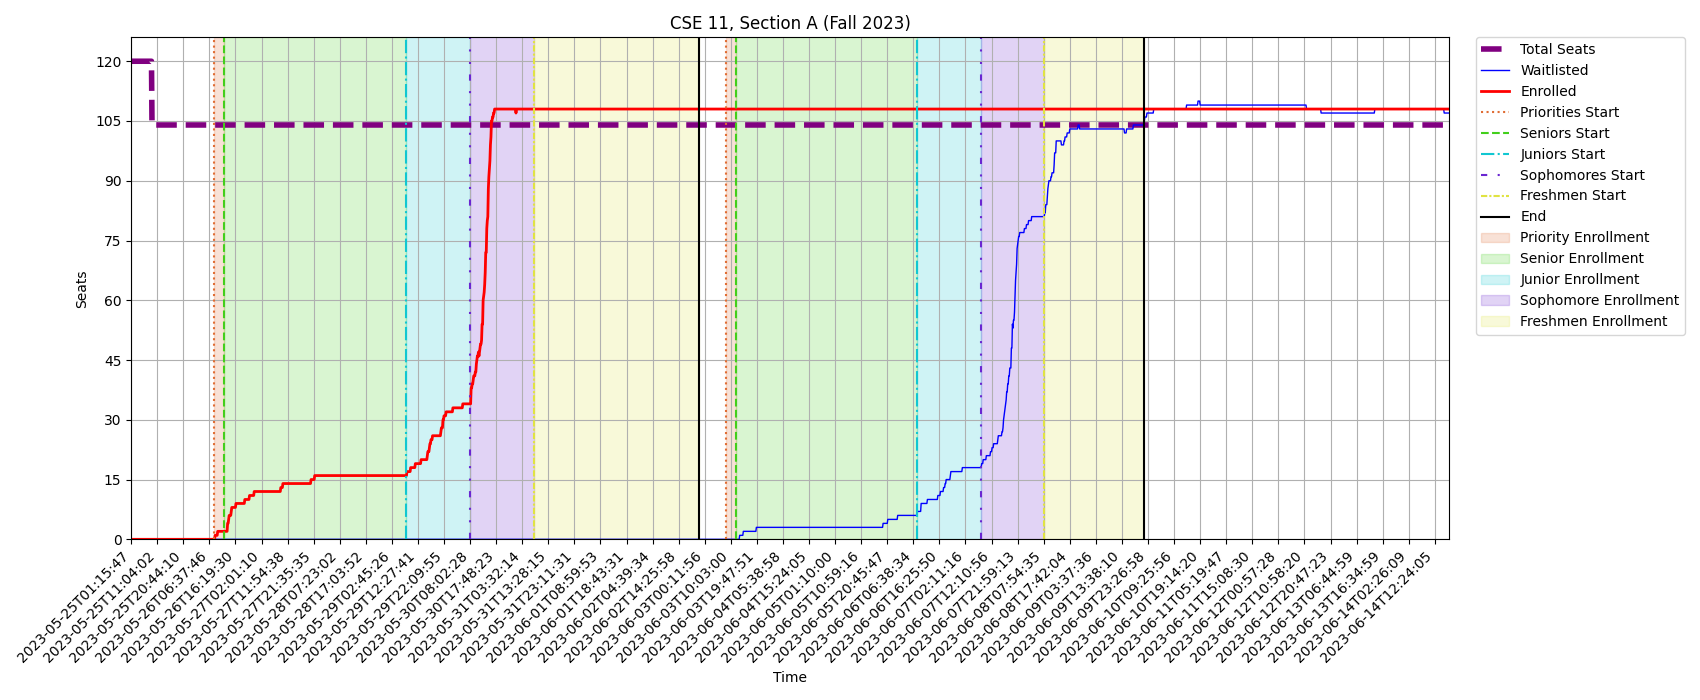 CSE 11, Section A (Fall 2023)
Seats
120
105
90
75
60
45
30
15
0
2023-05-25T01:15:47
2023-05-25T11:04:02
2023-05-25T20:44:10
2023-05-26T06:37:46
2023-05-26T16:19:30
2023-05-27T02:01:10
2023-05-27T11:54:38
2023-05-27T21:35:35
2023-05-28T07:23:02
2023-05-28T17:03:52
2023-05-29T02:45:26
2023-05-29T12:27:41
2023-05-29T22:09:55
2023-05-30T08:02:28
2023-05-30T17:48:23
2023-05-31T03:32:14
2023-05-31T13:28:15
2023-05-31T23:11:31
2023-06-01T08:59:53
2023-06-01T18:43:31
2023-06-02T04:39:34
2023-06-02T14:25:58
2023-06-03T00:11:56
2023-06-03T10:03:00
2023-06-03T19:47:51
2023-06-04T05:38:58
2023-06-04T15:24:05
2023-06-05T01:10:00
2023-06-05T10:59:16
2023-06-05T20:45:47
2023-06-06T06:38:34
2023-06-06T16:25:50
2023-06-07T02:11:16
2023-06-07T12:10:56
2023-06-07T21:59:13
2023-06-08T07:54:35
2023-06-08T17:42:04
2023-06-09T03:37:36
2023-06-09T13:38:10
2023-06-09T23:26:58
2023-06-10T09:25:56
2023-06-10T19:14:20
2023-06-11T05:19:47
2023-06-11T15:08:30
2023-06-12T00:57:28
2023-06-12T10:58:20
2023-06-12T20:47:23
2023-06-13T06:44:59
2023-06-13T16:34:59
2023-06-14T02:26:09
2023-06-14T12:24:05
Time
Total Seats
Waitlisted
Enrolled
Priorities Start
Seniors Start
Juniors Start
Sophomores Start
Freshmen Start
End
Priority Enrollment
Senior Enrollment
Junior Enrollment
Sophomore Enrollment
Freshmen Enrollment